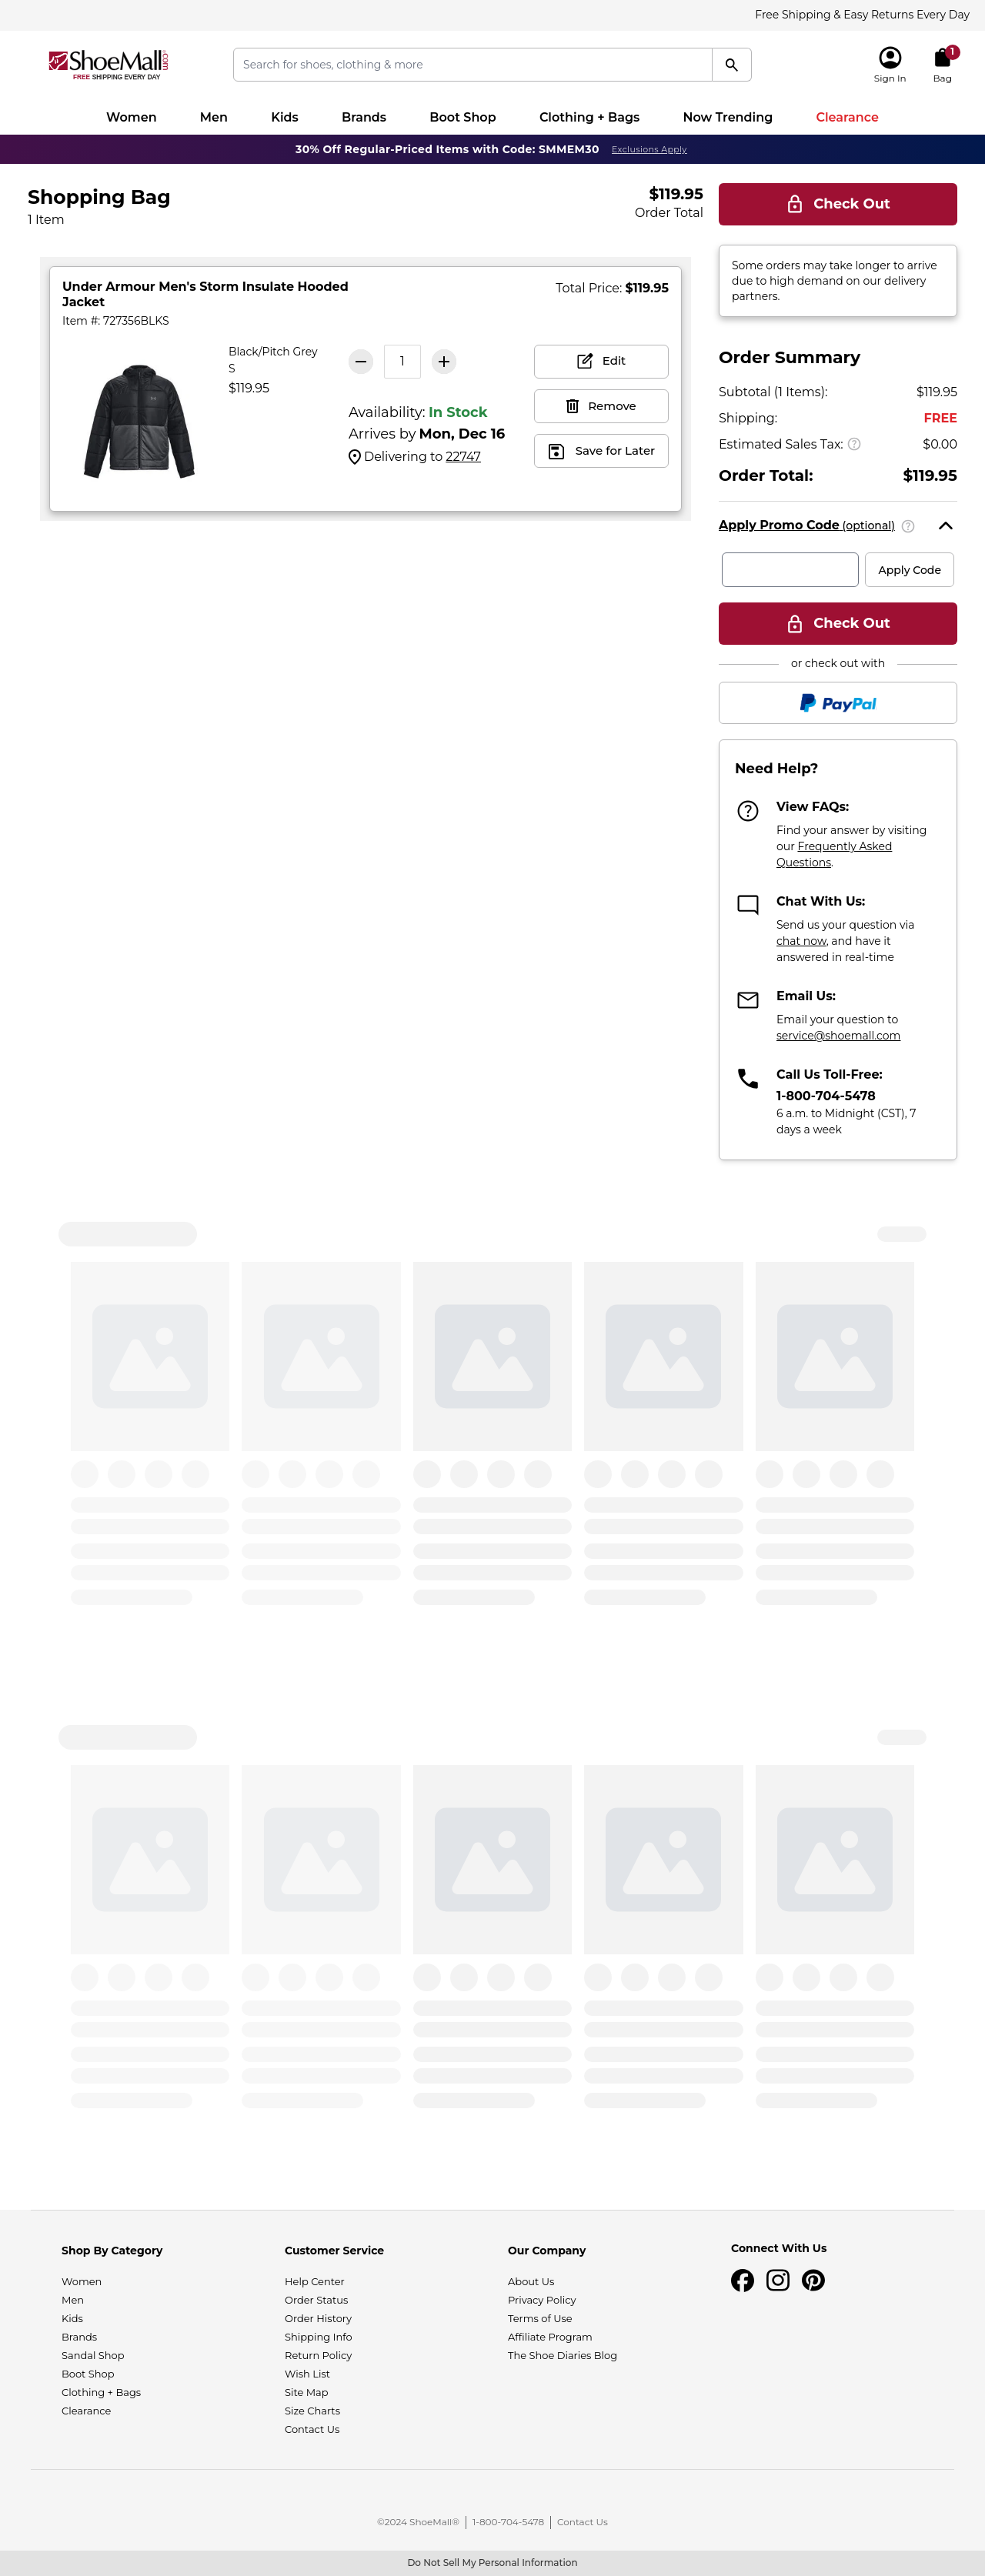 Free Shipping & Easy Returns Every Day
ShoeMall.com
FREE SHIPPING EVERY DAY
Search for shoes, clothing & more
Sign In
1
Bag
Women Men Kids Brands Boot Shop Clothing + Bags Now Trending Clearance
30% Off Regular-Priced Items with Code: SMMEM30 Exclusions Apply
Shopping Bag
1 Item
$119.95
Order Total
Check Out
Some orders may take longer to arrive
due to high demand on our delivery
partners.
Under Armour Men's Storm Insulate Hooded
Jacket
Item #: 727356BLKS
Total Price: $119.95
Black/Pitch Grey
S
$119.95
1
Availability: In Stock
Arrives by Mon, Dec 16
Delivering to 22747
Edit
Remove
Save for Later
Order Summary
Subtotal (1 Items): $119.95
Shipping: FREE
Estimated Sales Tax: ? $0.00
Order Total: $119.95
Apply Promo Code (optional) ?
Apply Code
Check Out
or check out with
PayPal
Need Help?
View FAQs:
Find your answer by visiting
our Frequently Asked
Questions.
Chat With Us:
Send us your question via
chat now, and have it
answered in real-time
Email Us:
Email your question to
service@shoemall.com
Call Us Toll-Free:
1-800-704-5478
6 a.m. to Midnight (CST), 7
days a week
Shop By Category
Women
Men
Kids
Brands
Sandal Shop
Boot Shop
Clothing + Bags
Clearance
Customer Service
Help Center
Order Status
Order History
Shipping Info
Return Policy
Wish List
Site Map
Size Charts
Contact Us
Our Company
About Us
Privacy Policy
Terms of Use
Affiliate Program
The Shoe Diaries Blog
Connect With Us
©2024 ShoeMall® 1-800-704-5478 Contact Us
Do Not Sell My Personal Information